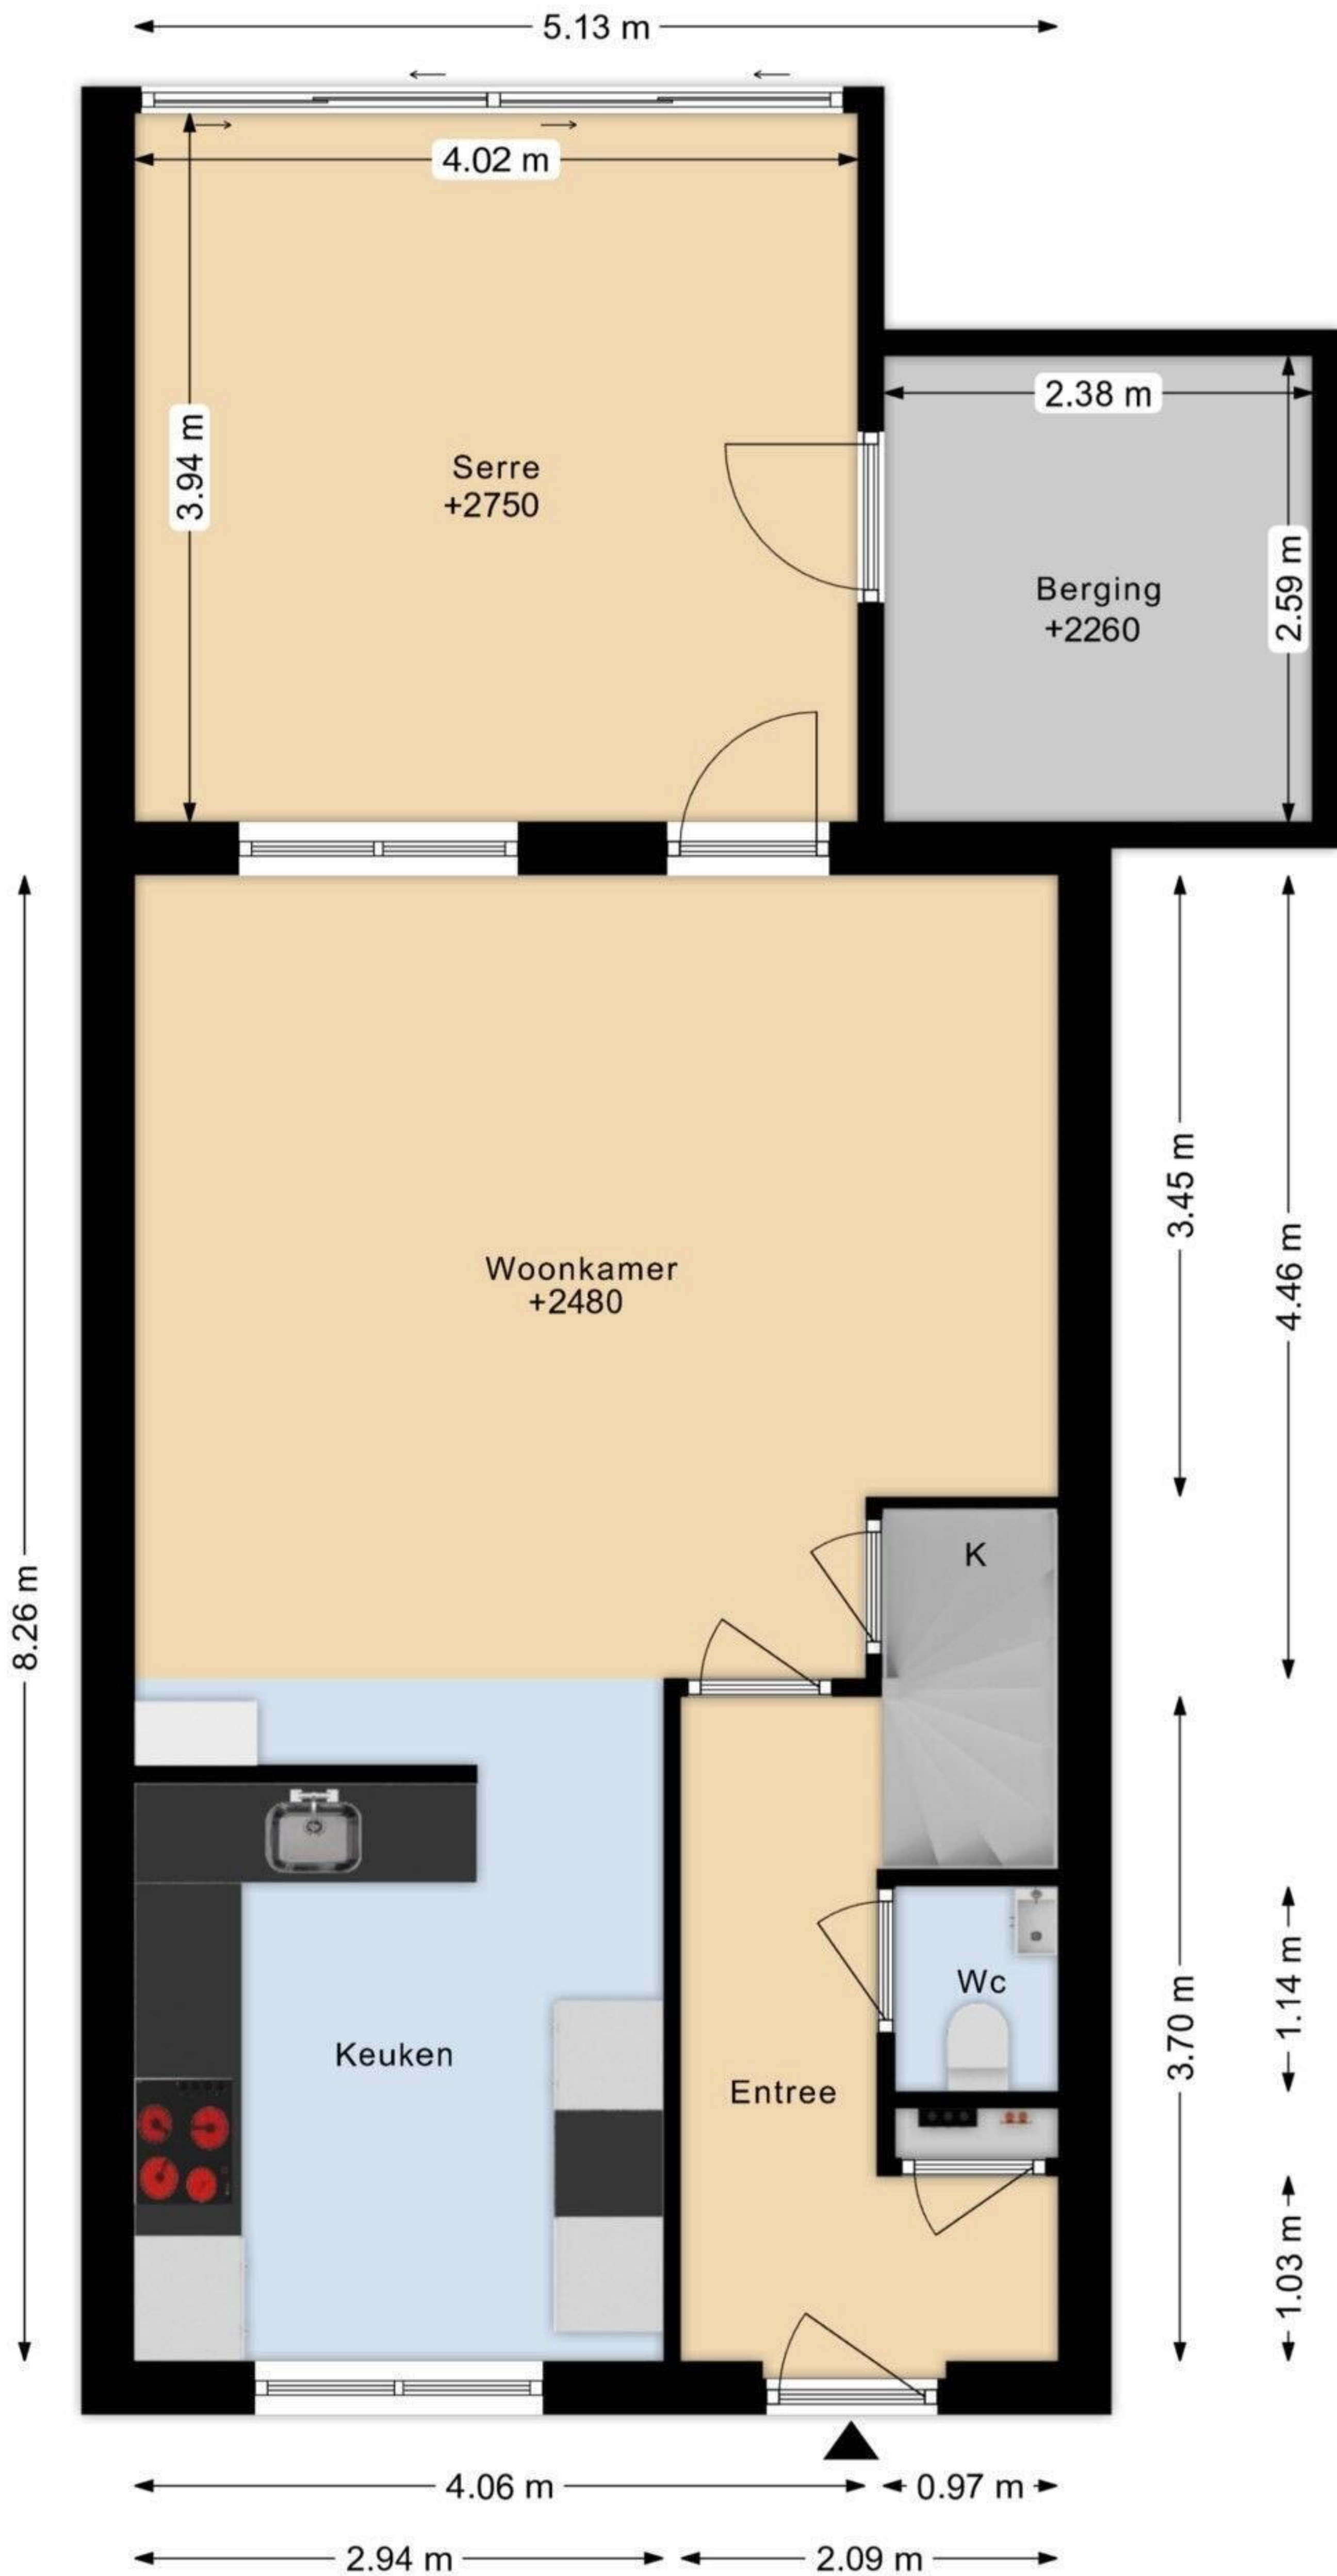 5.13 m
4.02 m
3.94 m
2.38 m
Serre
+2750
2.59 m
Berging
+2260
3.45 m
4.46 m
Woonkamer
+2480
8.26 m
K
Wc
1.14 m
3.70 m
Keuken
Entree
1.03 m
4.06 m
0.97 m
2.94 m
2.09 m